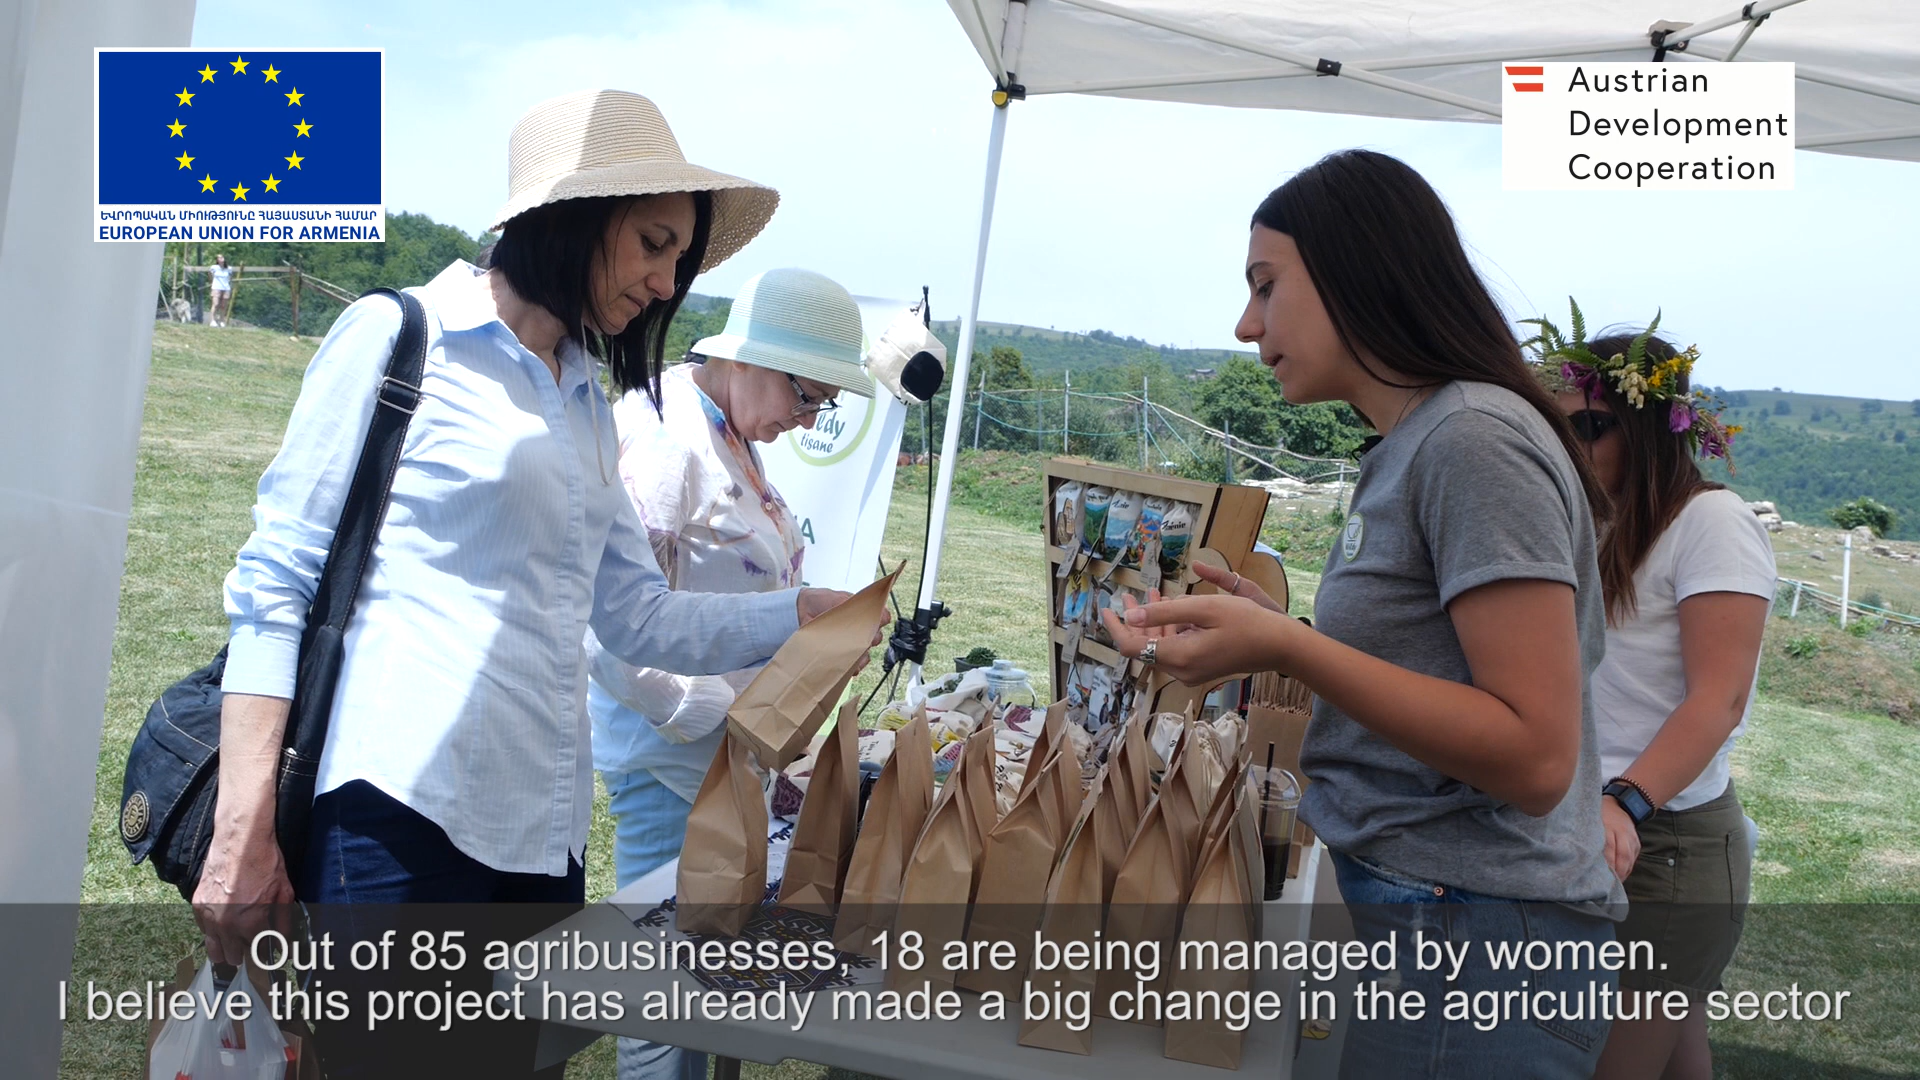 ԵՎՐՈՊԱԿԱՆ ՄԻՈՒԹՅՈՒՆԸ ՀԱՅԱՍՏԱՆԻ ՀԱՄԱՐ
EUROPEAN UNION FOR ARMENIA
Austrian
Development
Cooperation
tisane
Out of 85 agribusinesses, 18 are being managed by women.
I believe this project has already made a big change in the agriculture sector